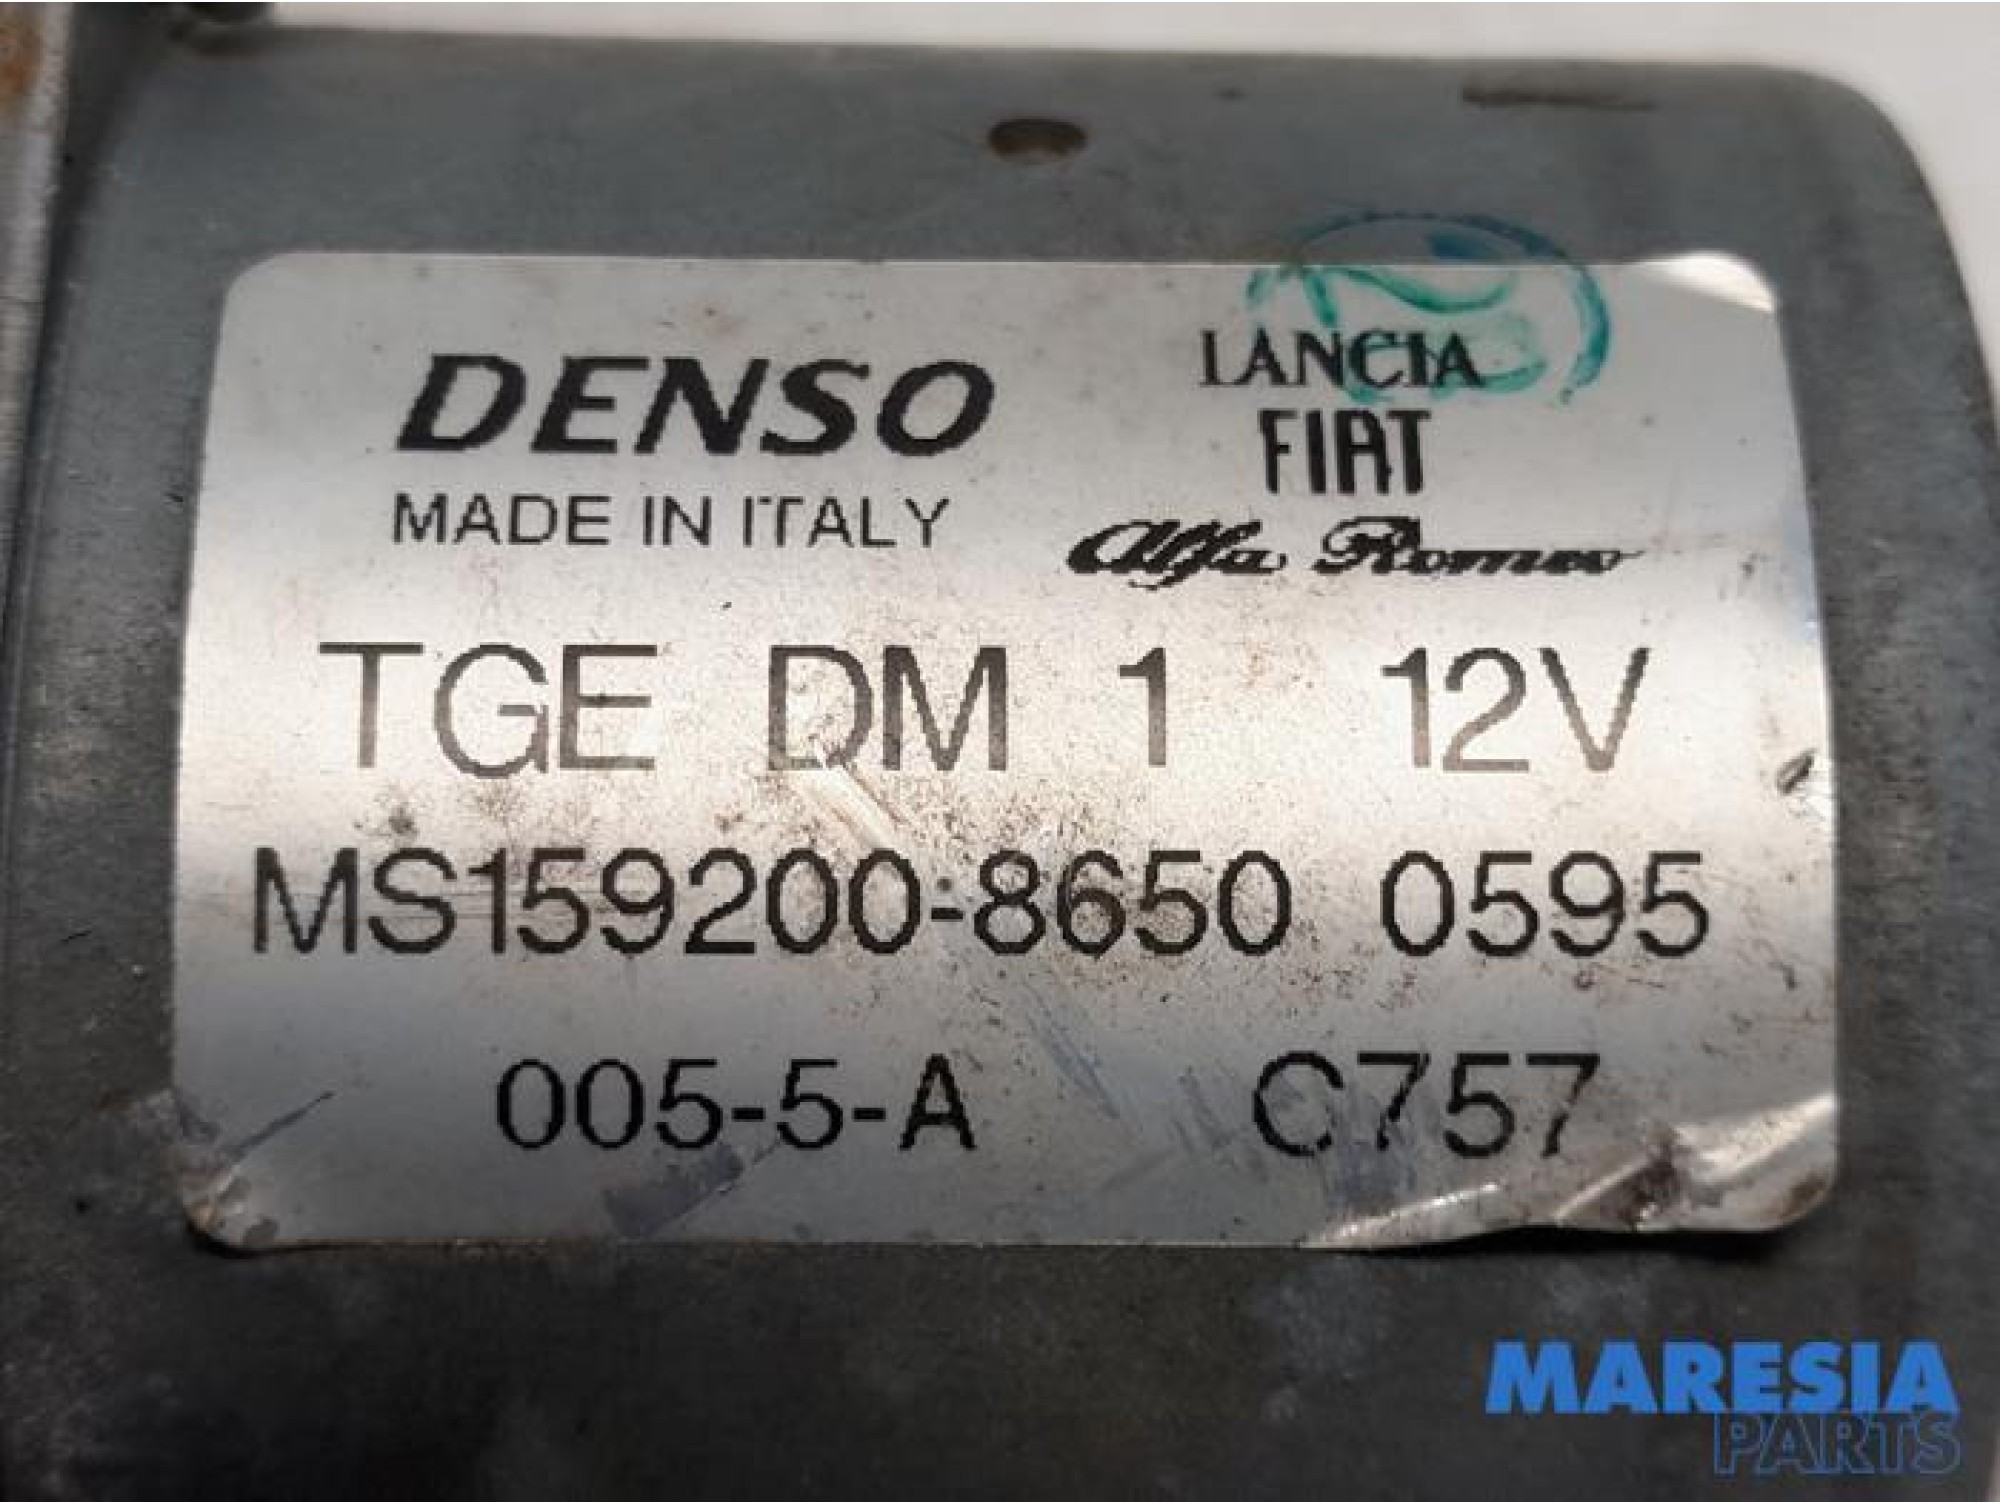 DENSO
MADE IN ITALY
LANCIA
FIAT
Alfa Romeo
TGE DM 1 12V
MS159200-8650 0595
005-5-A C757
MARESIA
PARTS